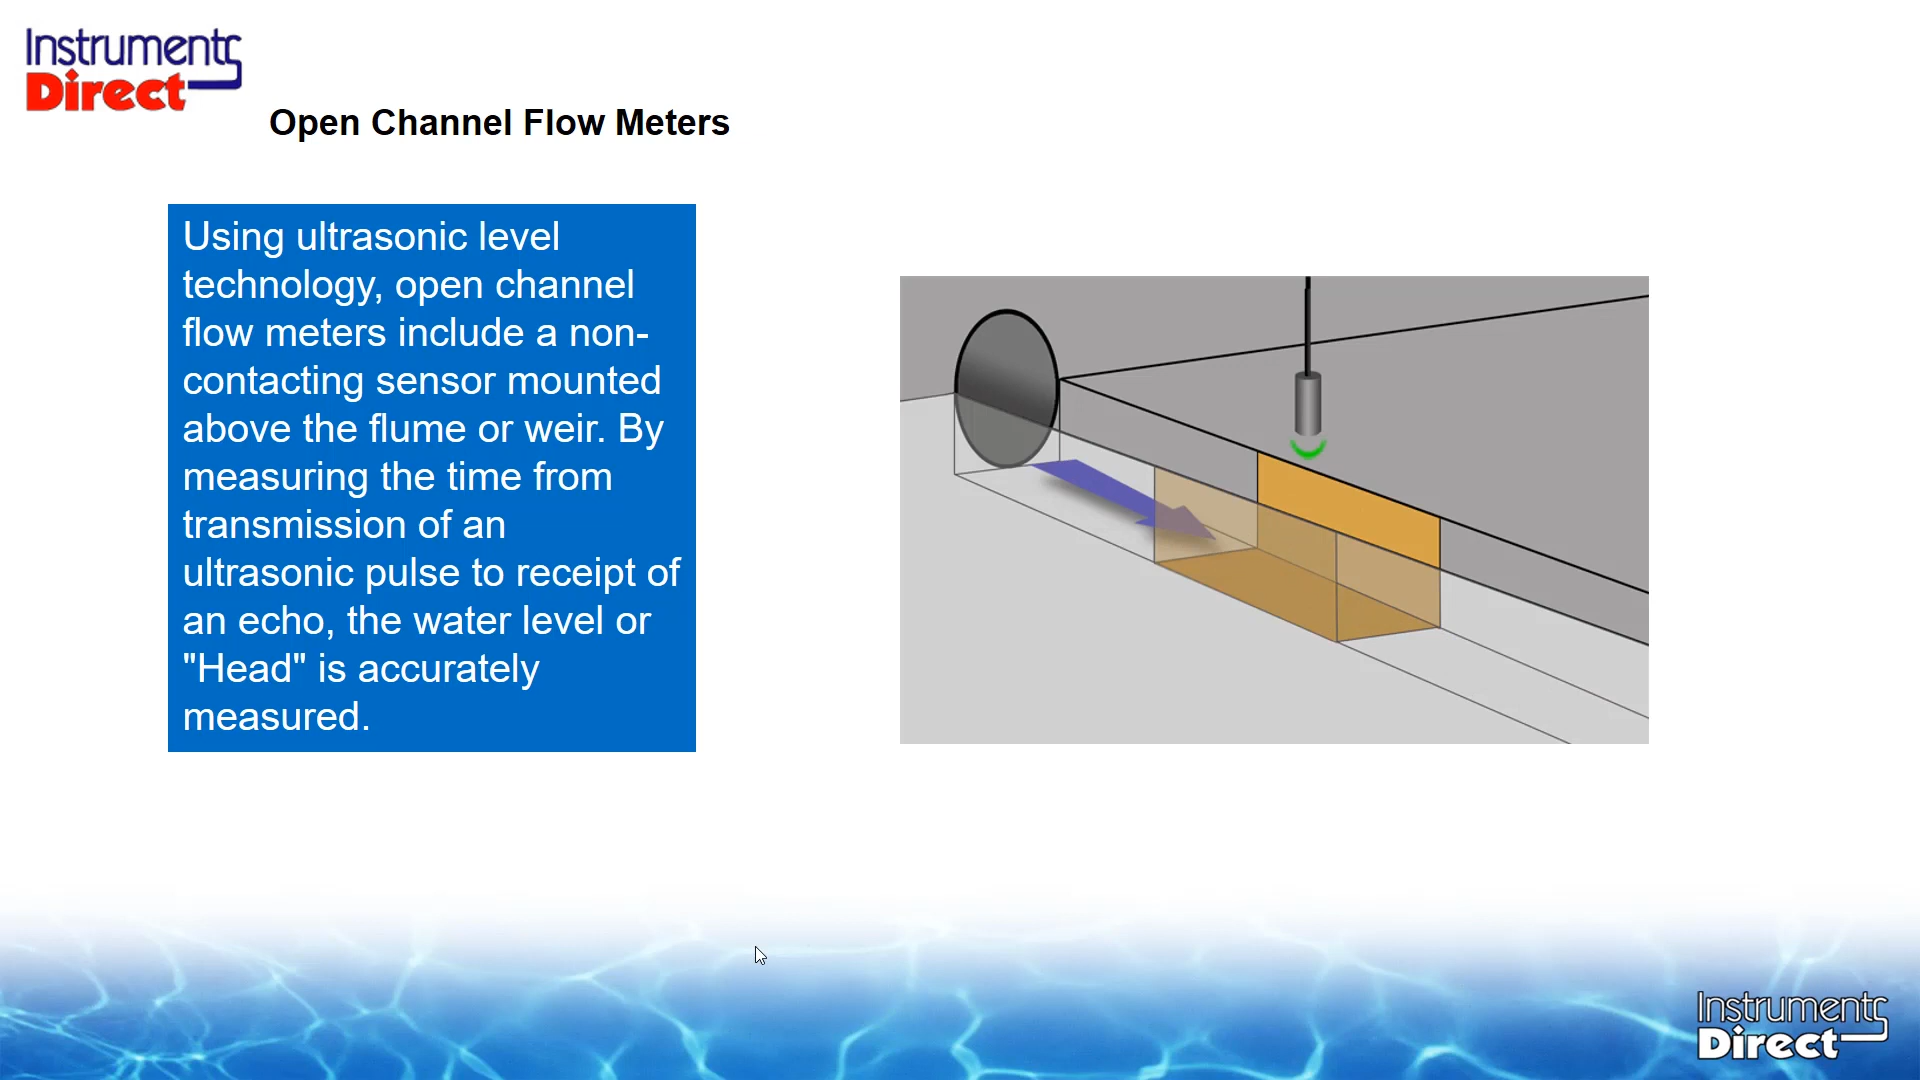 Instruments
Direct
Open Channel Flow Meters
Using ultrasonic level
technology, open channel
flow meters include a non-
contacting sensor mounted
above the flume or weir. By
measuring the time from
transmission of an
ultrasonic pulse to receipt of
an echo, the water level or
"Head" is accurately
measured.
Instruments
Direct